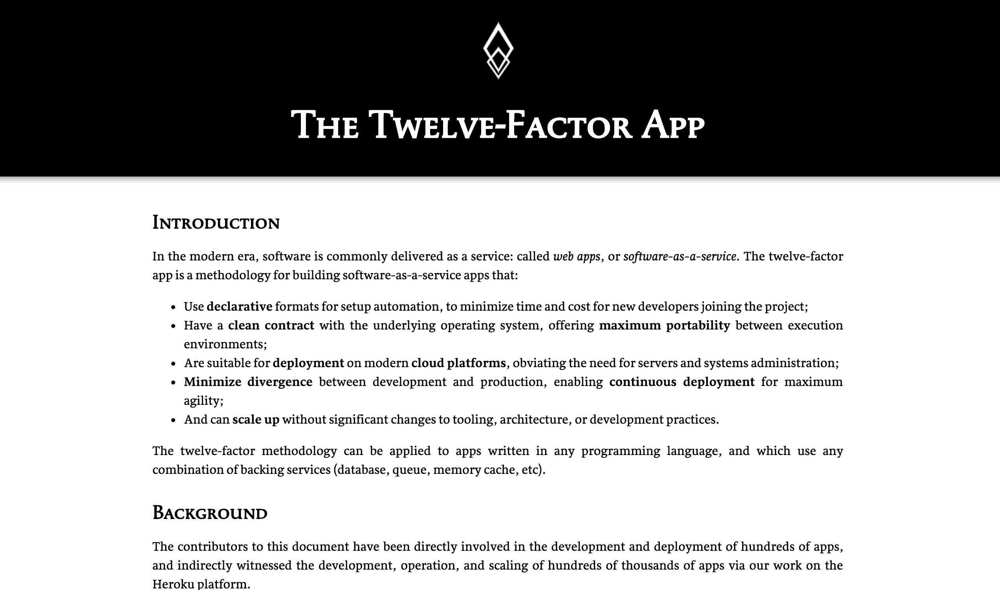 The Twelve-Factor App
Introduction
In the modern era, software is commonly delivered as a service: called web apps, or software-as-a-service. The twelve-factor
app is a methodology for building software-as-a-service apps that:
• Use declarative formats for setup automation, to minimize time and cost for new developers joining the project;
• Have a clean contract with the underlying operating system, offering maximum portability between execution
environments;
• Are suitable for deployment on modern cloud platforms, obviating the need for servers and systems administration;
• Minimize divergence between development and production, enabling continuous deployment for maximum
agility;
• And can scale up without significant changes to tooling, architecture, or development practices.
The twelve-factor methodology can be applied to apps written in any programming language, and which use any
combination of backing services (database, queue, memory cache, etc).
Background
The contributors to this document have been directly involved in the development and deployment of hundreds of apps,
and indirectly witnessed the development, operation, and scaling of hundreds of thousands of apps via our work on the
Heroku platform.